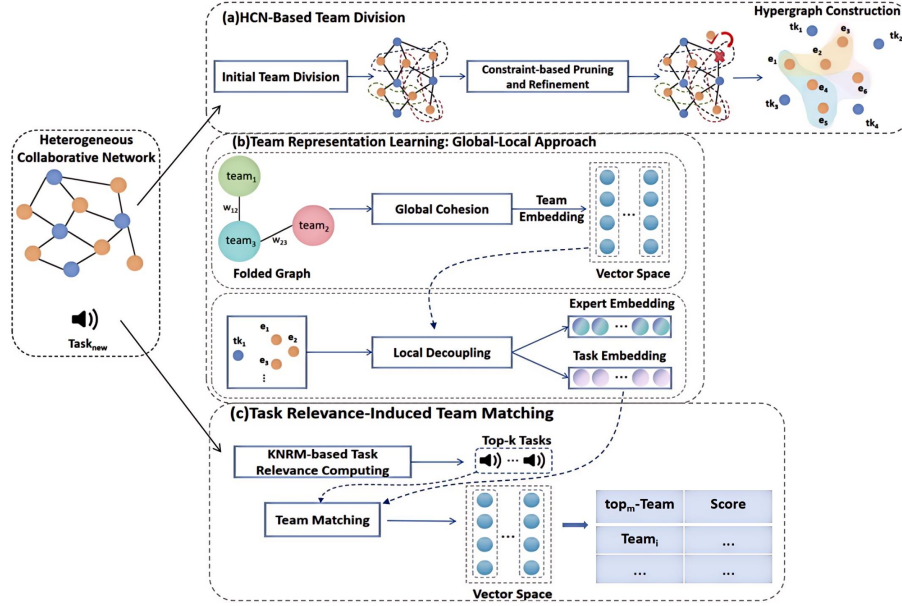 (a)HCN-Based Team Division
Initial Team Division
Constraint-based Pruning
and Refinement
Hypergraph Construction
tk1
e3
tk2
e2
e1
e4
e6
tk3
e5
tk4
Heterogeneous
Collaborative Network
Tasknew
(b)Team Representation Learning: Global-Local Approach
team1
w12
team2
team3
w23
Folded Graph
Global Cohesion
Team
Embedding
...
Vector Space
tk1
e1
e2
e3
⋮
Local Decoupling
Expert Embedding
...
Task Embedding
...
(c)Task Relevance-Induced Team Matching
KNRM-based Task
Relevance Computing
Top-k Tasks
...
Team Matching
...
Vector Space
topm-Team Score
Teami ...
... ...